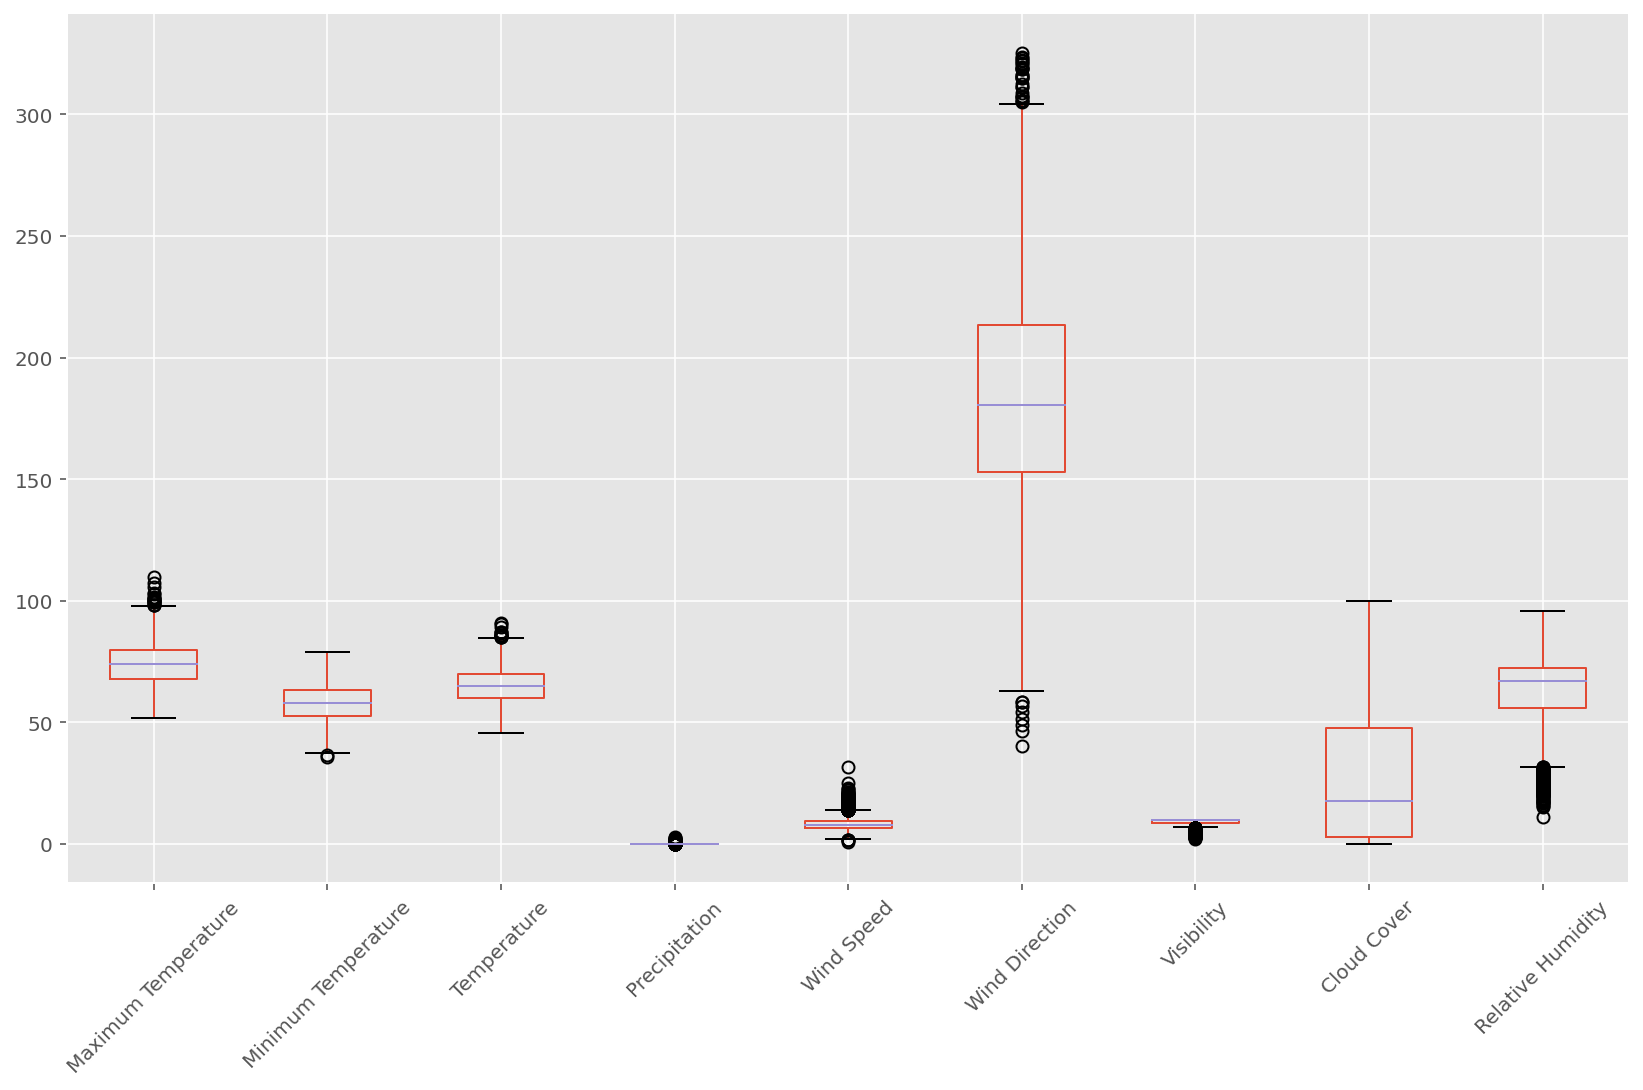 300
250
200
150
100
50
0
Maximum Temperature
Minimum Temperature
Temperature
Precipitation
Wind Speed
Wind Direction
Visibility
Cloud Cover
Relative Humidity